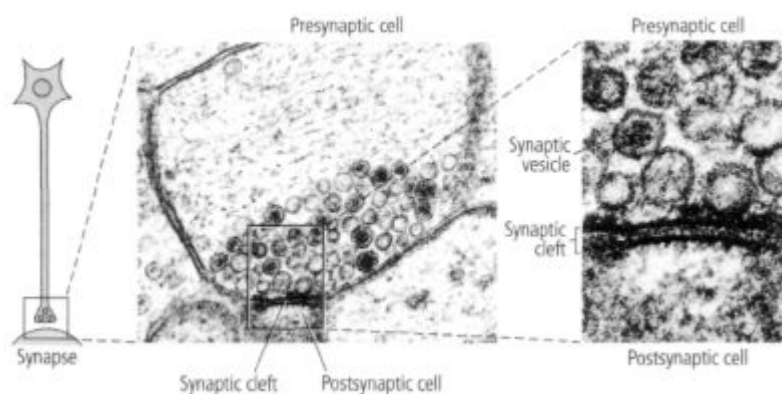 Presynaptic cell
Presynaptic cell
Synaptic
vesicle
Synaptic
cleft
Synapse
Synaptic cleft
Postsynaptic cell
Postsynaptic cell